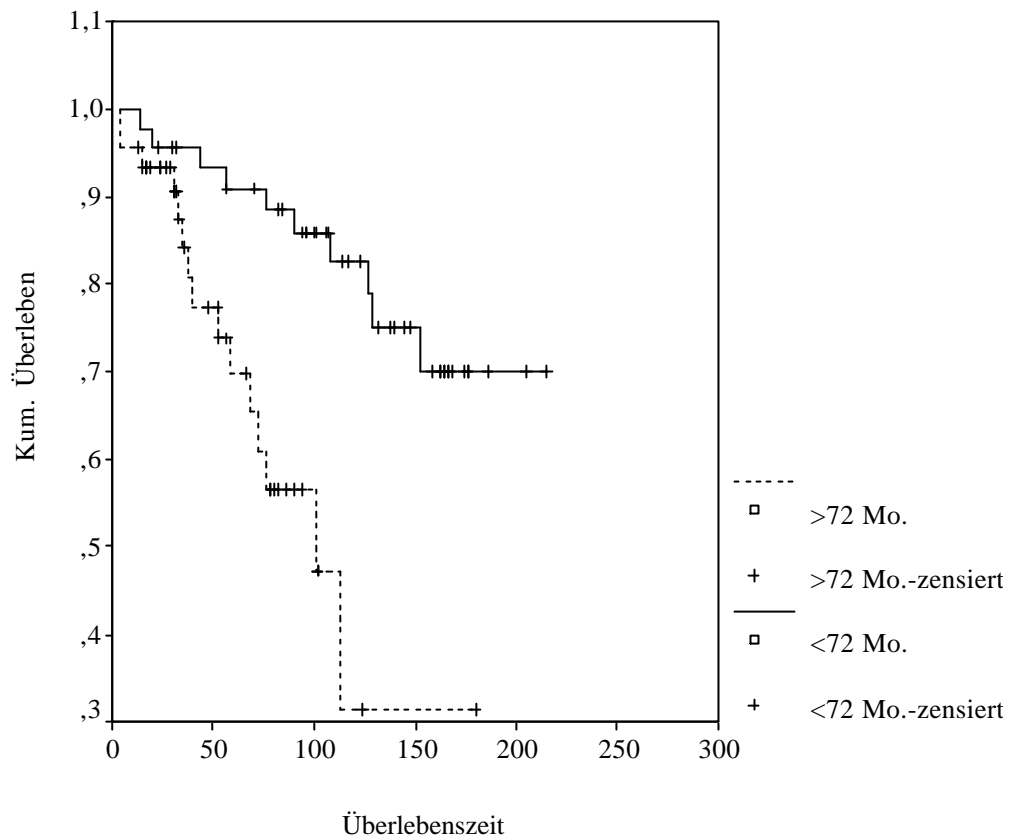 1,1
1,0
,9
,8
,7
,6
,5
,4
,3
Kum. Überleben
0
50
100
150
200
250
300
Überlebenszeit
>72 Mo.
>72 Mo.-zensiert
<72 Mo.
<72 Mo.-zensiert